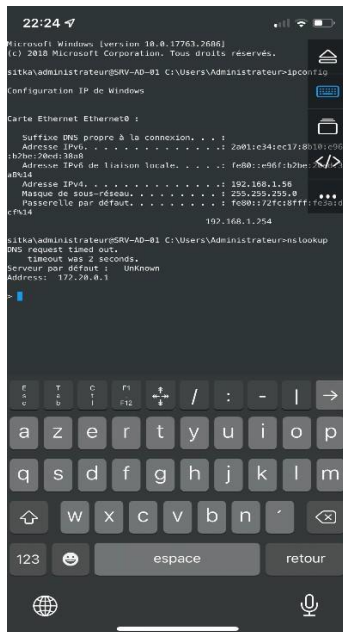 22:24
Microsoft Windows [version 10.0.17763.2686]
(c) 2018 Microsoft Corporation. Tous droits réservés.
sitka\administrateur@SRV-AD-01 C:\Users\Administrateur>ipconfig
Configuration IP de Windows
Carte Ethernet Ethernet0 :
Suffixe DNS propre à la connexion. . . :
Adresse IPv6. . . . . . . . . . . . . .: 2a01:e34:ec17:8b10:e96
:b2be:20ed:38a8
Adresse IPv6 de liaison locale. . . . .: fe80::e96f:b2be:
a8%14
Adresse IPv4. . . . . . . . . . . . . .: 192.168.1.56
Masque de sous-réseau. . . . . . . . . : 255.255.255.0
Passerelle par défaut. . . . . . . . . : fe80::72fc:8fff:fe3a:d
cf%14
192.168.1.254
sitka\administrateur@SRV-AD-01 C:\Users\Administrateur>nslookup
DNS request timed out.
timeout was 2 seconds.
Serveur par défaut :   UnKnown
Address:  172.20.0.1
>
</>
Esc Tab Ctl F1 F12 / : - |
a z e r t y u i o p
q s d f g h j k l m
w x c v b n ´
123 espace retour